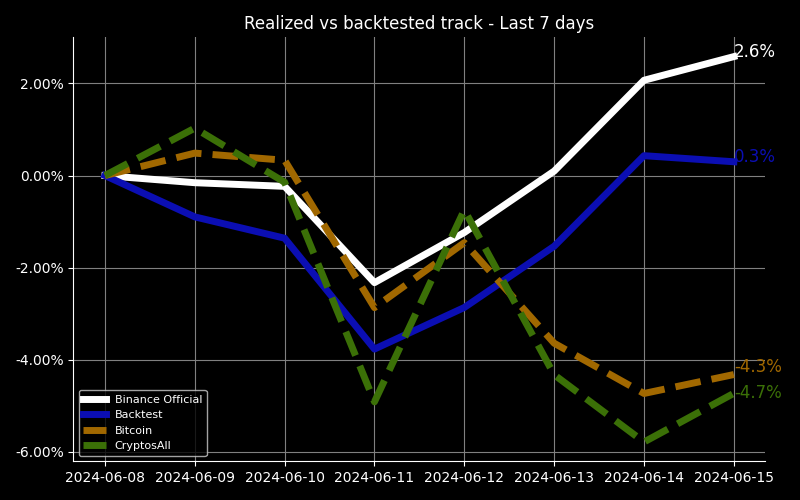 Realized vs backtested track - Last 7 days
2.6%
2.00%
0.3%
0.00%
-2.00%
-4.00%
-4.3%
-4.7%
Binance Official
Backtest
Bitcoin
CryptosAll
-6.00%
2024-06-08 2024-06-09 2024-06-10 2024-06-11 2024-06-12 2024-06-13 2024-06-14 2024-06-15